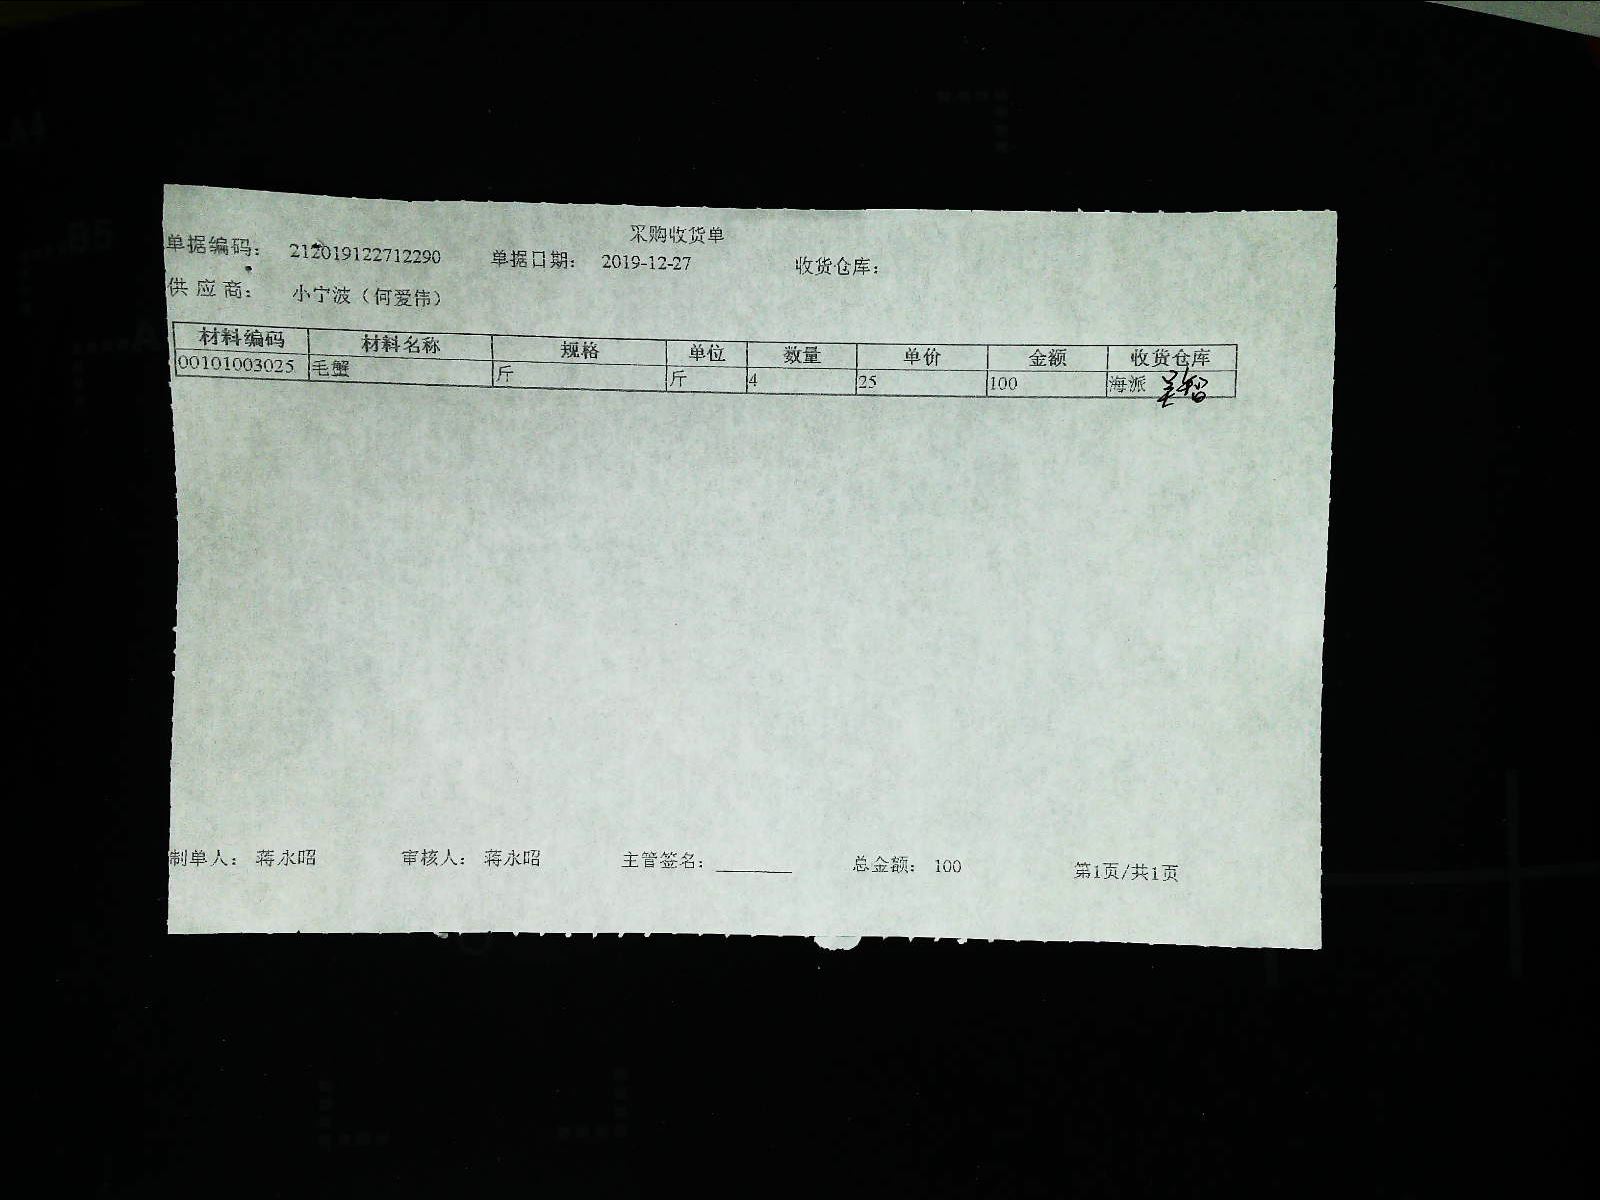 采购收货单
单据编码： 212019122712290 单据日期： 2019-12-27 收货仓库：
供应商： 小宁波（何爱伟）
材料编码 材料名称 规格 单位 数量 单价 金额 收货仓库
00101003025 毛蟹 斤 斤 4 25 100 海派
制单人： 蒋永昭 审核人： 蒋永昭 主管签名： 总金额： 100 第1页/共1页